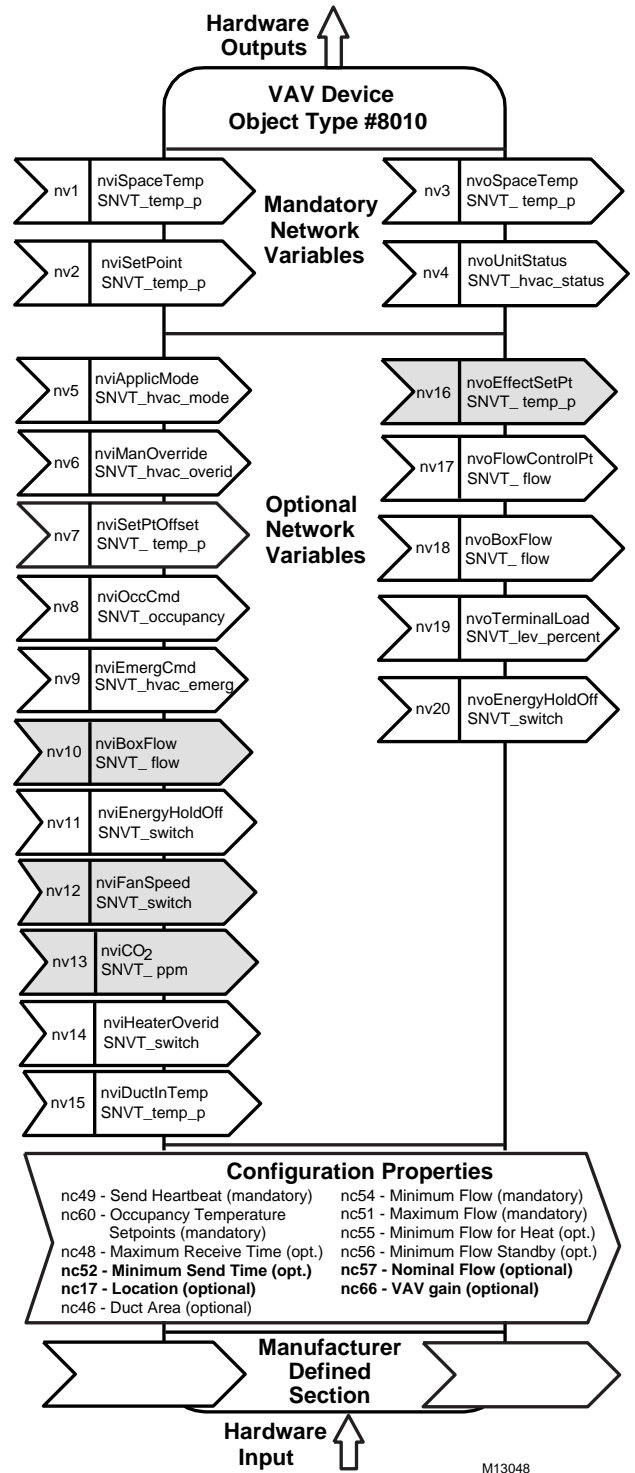 Hardware
Outputs
VAV Device
Object Type #8010
Mandatory
Network
Variables
nv1
nviSpaceTemp
SNVT_temp_p
nv2
nviSetPoint
SNVT_temp_p
nv3
nvoSpaceTemp
SNVT_ temp_p
nv4
nvoUnitStatus
SNVT_hvac_status
Optional
Network
Variables
nv5
nviApplicMode
SNVT_hvac_mode
nv6
nviManOverride
SNVT_hvac_overid
nv7
nviSetPtOffset
SNVT_ temp_p
nv8
nviOccCmd
SNVT_occupancy
nv9
nviEmergCmd
SNVT_hvac_emerg
nv10
nviBoxFlow
SNVT_ flow
nv11
nviEnergyHoldOff
SNVT_switch
nv12
nviFanSpeed
SNVT_switch
nv13
nviCO2
SNVT_ ppm
nv14
nviHeaterOverid
SNVT_switch
nv15
nviDuctInTemp
SNVT_temp_p
nv16
nvoEffectSetPt
SNVT_ temp_p
nv17
nvoFlowControlPt
SNVT_ flow
nv18
nvoBoxFlow
SNVT_ flow
nv19
nvoTerminalLoad
SNVT_lev_percent
nv20
nvoEnergyHoldOff
SNVT_switch
Configuration Properties
nc49 - Send Heartbeat (mandatory)
nc60 - Occupancy Temperature
Setpoints (mandatory)
nc48 - Maximum Receive Time (opt.)
nc52 - Minimum Send Time (opt.)
nc17 - Location (optional)
nc46 - Duct Area (optional)
nc54 - Minimum Flow (mandatory)
nc51 - Maximum Flow (mandatory)
nc55 - Minimum Flow for Heat (opt.)
nc56 - Minimum Flow Standby (opt.)
nc57 - Nominal Flow (optional)
nc66 - VAV gain (optional)
Manufacturer
Defined
Section
Hardware
Input
M13048